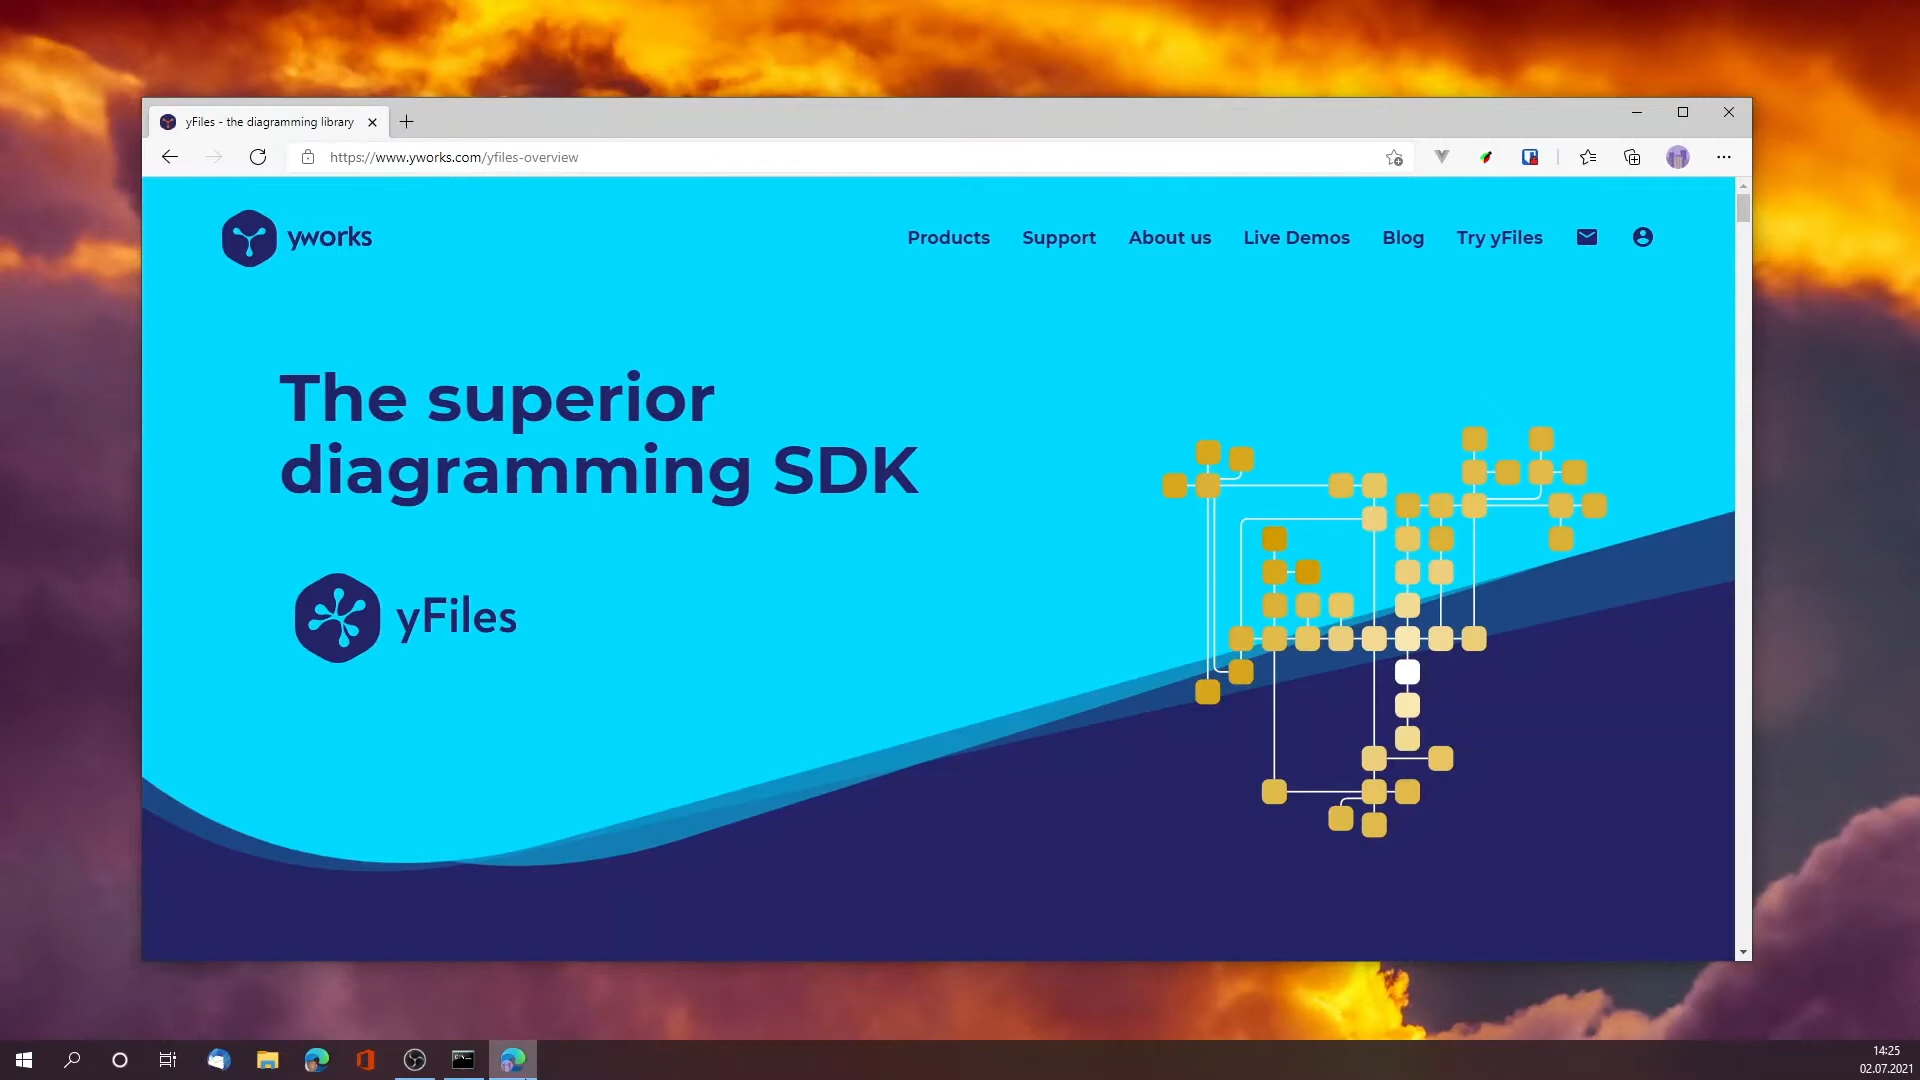 yFiles - the diagramming library
https://www.yworks.com/yfiles-overview
yworks
Products Support About us Live Demos Blog Try yFiles
The superior
diagramming SDK
yFiles
14:25
02.07.2021